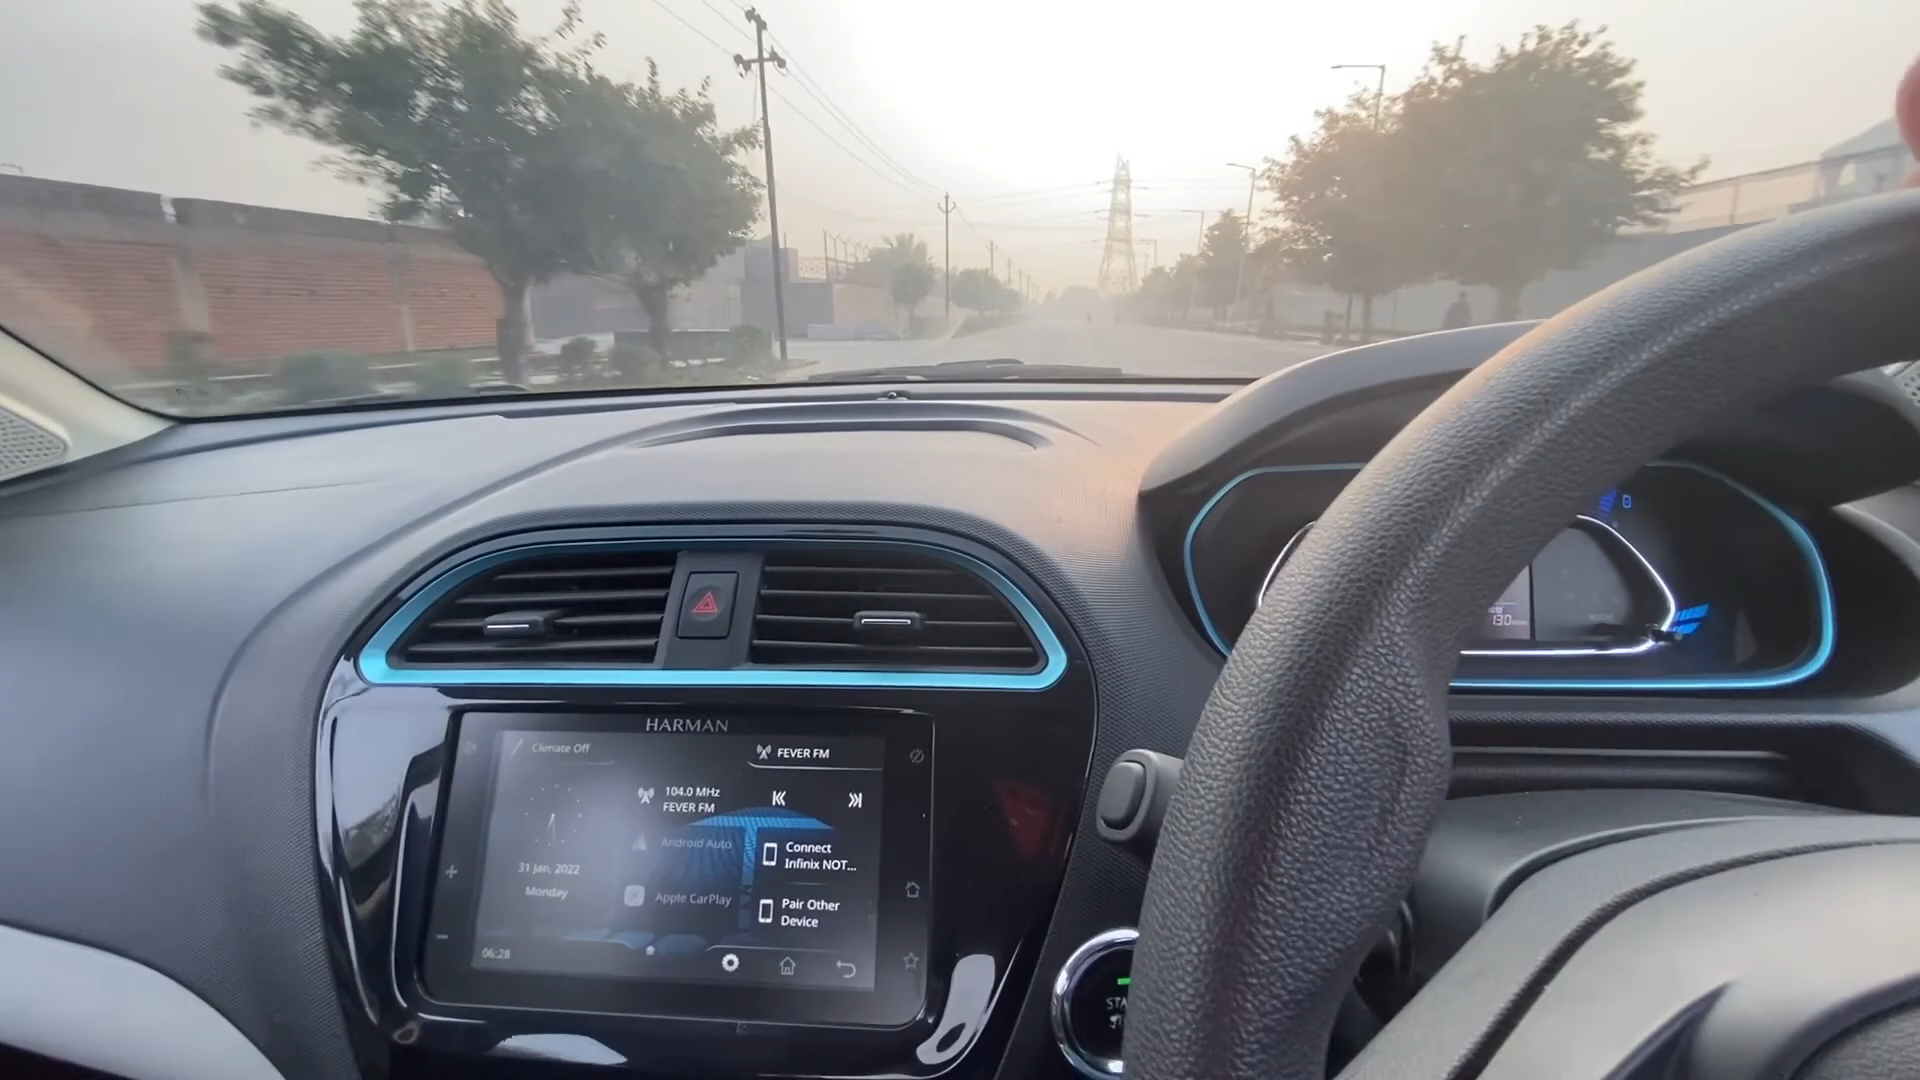 HARMAN
Climate Off
FEVER FM
104.0 MHz
FEVER FM
Android Auto
Connect
Infinix NOT...
31 Jan, 2022
Monday
Apple CarPlay
Pair Other
Device
06:28
130
STA